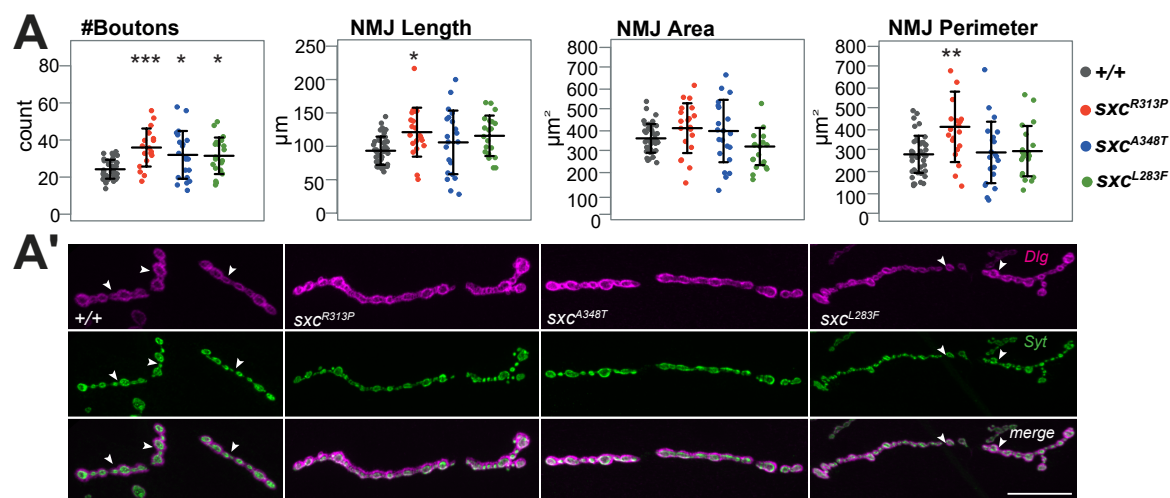 A
#Boutons
NMJ Length
NMJ Area
NMJ Perimeter
count
80
60
40
20
0
***
*
*
µm
250
200
150
100
50
0
*
µm²
800
700
600
500
400
300
200
100
0
µm²
800
700
600
500
400
300
200
100
0
**
+/+
sxcR313P
sxcA348T
sxcL283F
A'
Dlg
+/+
sxcR313P
sxcA348T
sxcL283F
Syt
merge